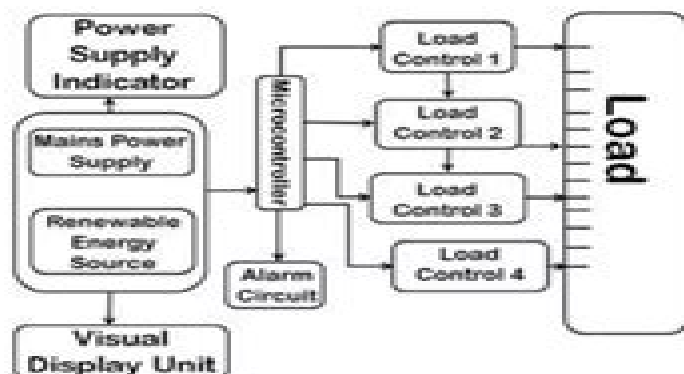 Power
Supply
Indicator
Mains Power
Supply
Renewable
Energy
Source
Visual
Display Unit
Microcontroller
Alarm
Circuit
Load
Control 1
Load
Control 2
Load
Control 3
Load
Control 4
Load